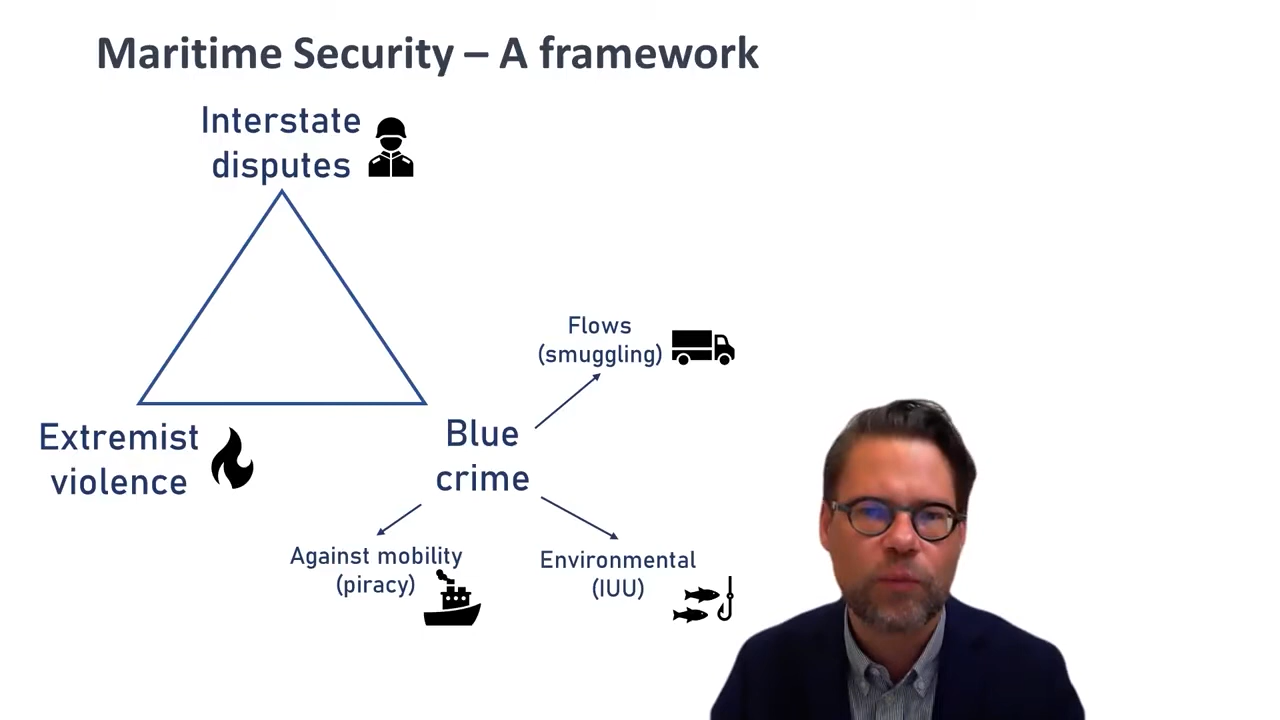 Maritime Security – A framework
Interstate
disputes
Flows
(smuggling)
Extremist
violence
Blue
crime
Against mobility
(piracy)
Environmental
(IUU)